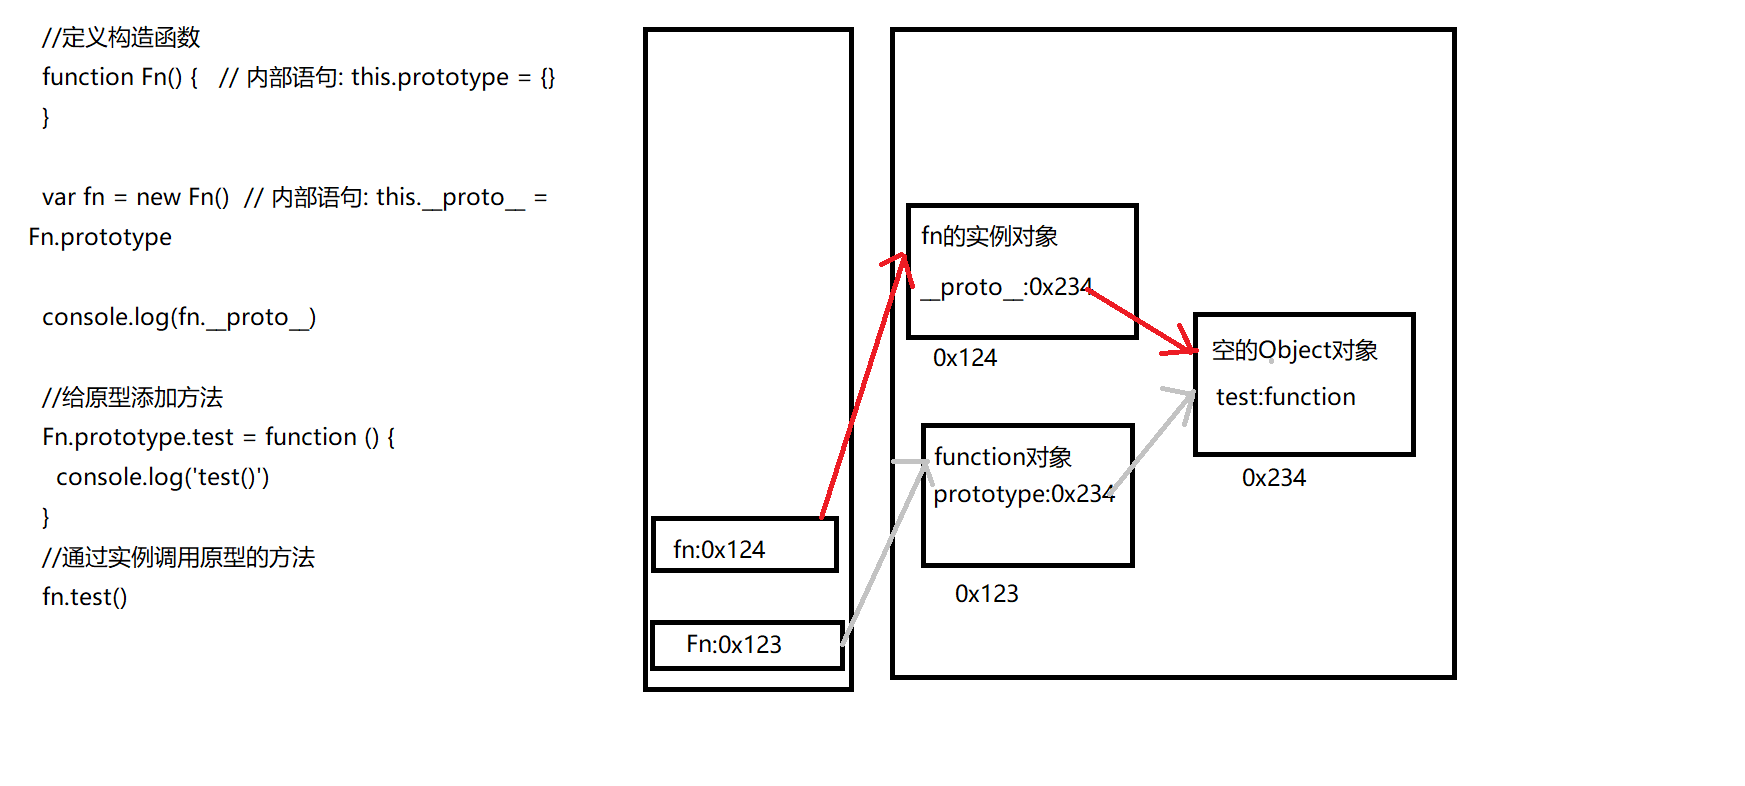 //定义构造函数
function Fn() {   // 内部语句: this.prototype = {}
}
var fn = new Fn()  // 内部语句: this.__proto__ =
Fn.prototype
console.log(fn.__proto__)
//给原型添加方法
Fn.prototype.test = function () {
  console.log('test()')
}
//通过实例调用原型的方法
fn.test()
fn:0x124
Fn:0x123
fn的实例对象
__proto__:0x234
0x124
function对象
prototype:0x234
0x123
空的Object对象
test:function
0x234